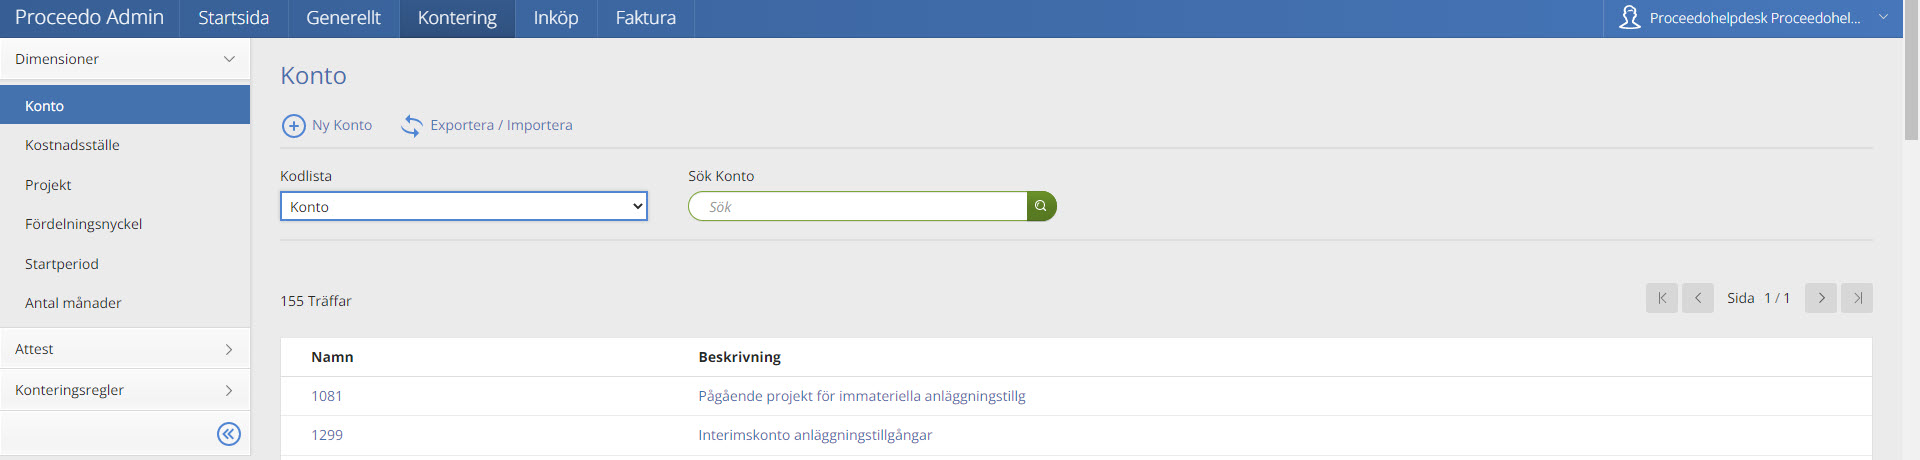 Proceedo Admin Startsida Generellt Kontering Inköp Faktura Proceedohelpdesk Proceedohel...
Dimensioner
Konto
Kostnadsställe
Projekt
Fördelningsnyckel
Startperiod
Antal månader
Attest
Konteringsregler
Konto
Ny Konto Exportera / Importera
Kodlista Sök Konto
Konto Sök
155 Träffar Sida 1 / 1
Namn Beskrivning
1081 Pågående projekt för immateriella anläggningstillg
1299 Interimskonto anläggningstillgångar